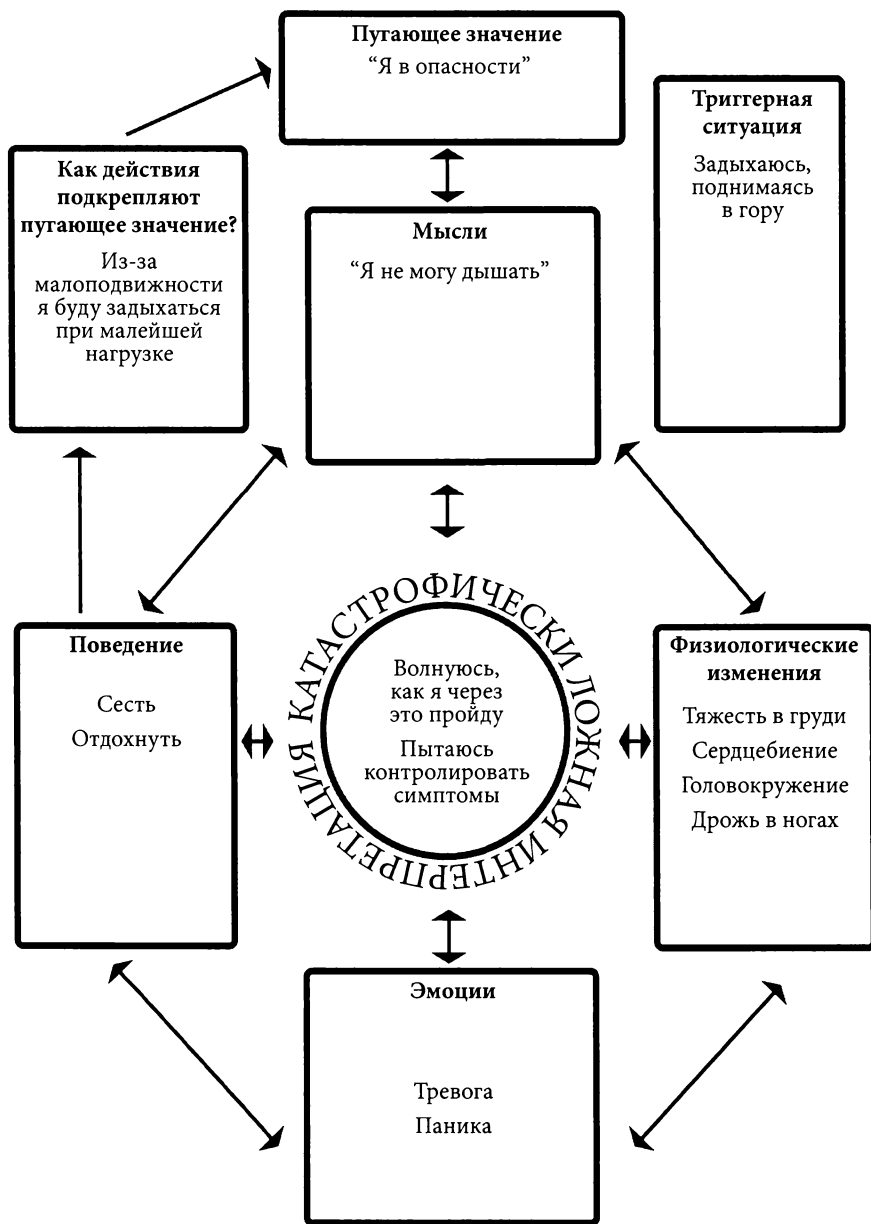 Пугающее значение
“Я в опасности”
Триггерная
ситуация
Задыхаюсь,
поднимаясь
в гору
Как действия
подкрепляют
пугающее значение?
Из-за
малоподвижности
я буду задыхаться
при малейшей
нагрузке
Мысли
“Я не могу дышать”
КАТАСТРОФИЧЕСКИ ЛОЖНАЯ ИНТЕРПРЕТАЦИЯ
Волнуюсь,
как я через
это пройду
Пытаюсь
контролировать
симптомы
Поведение
Сесть
Отдохнуть
Физиологические
изменения
Тяжесть в груди
Сердцебиение
Головокружение
Дрожь в ногах
Эмоции
Тревога
Паника